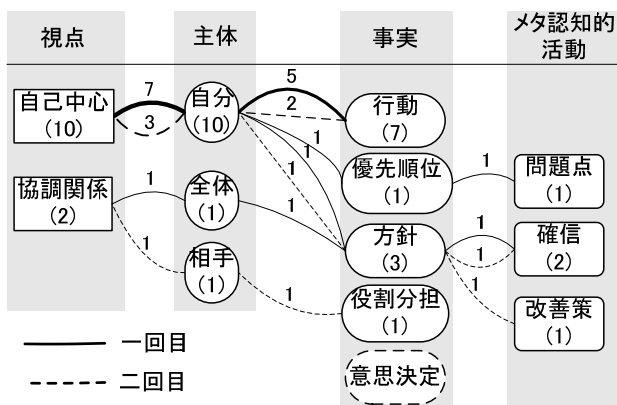 視点
主体
事実
メタ認知的
活動
自己中心
(10)
7
3
自分
(10)
5
2
1
1
1
行動
(7)
優先順位
(1)
1
問題点
(1)
協調関係
(2)
1
1
全体
(1)
1
方針
(3)
1
1
1
確信
(2)
相手
(1)
1
役割分担
(1)
改善策
(1)
意思決定
一回目
二回目